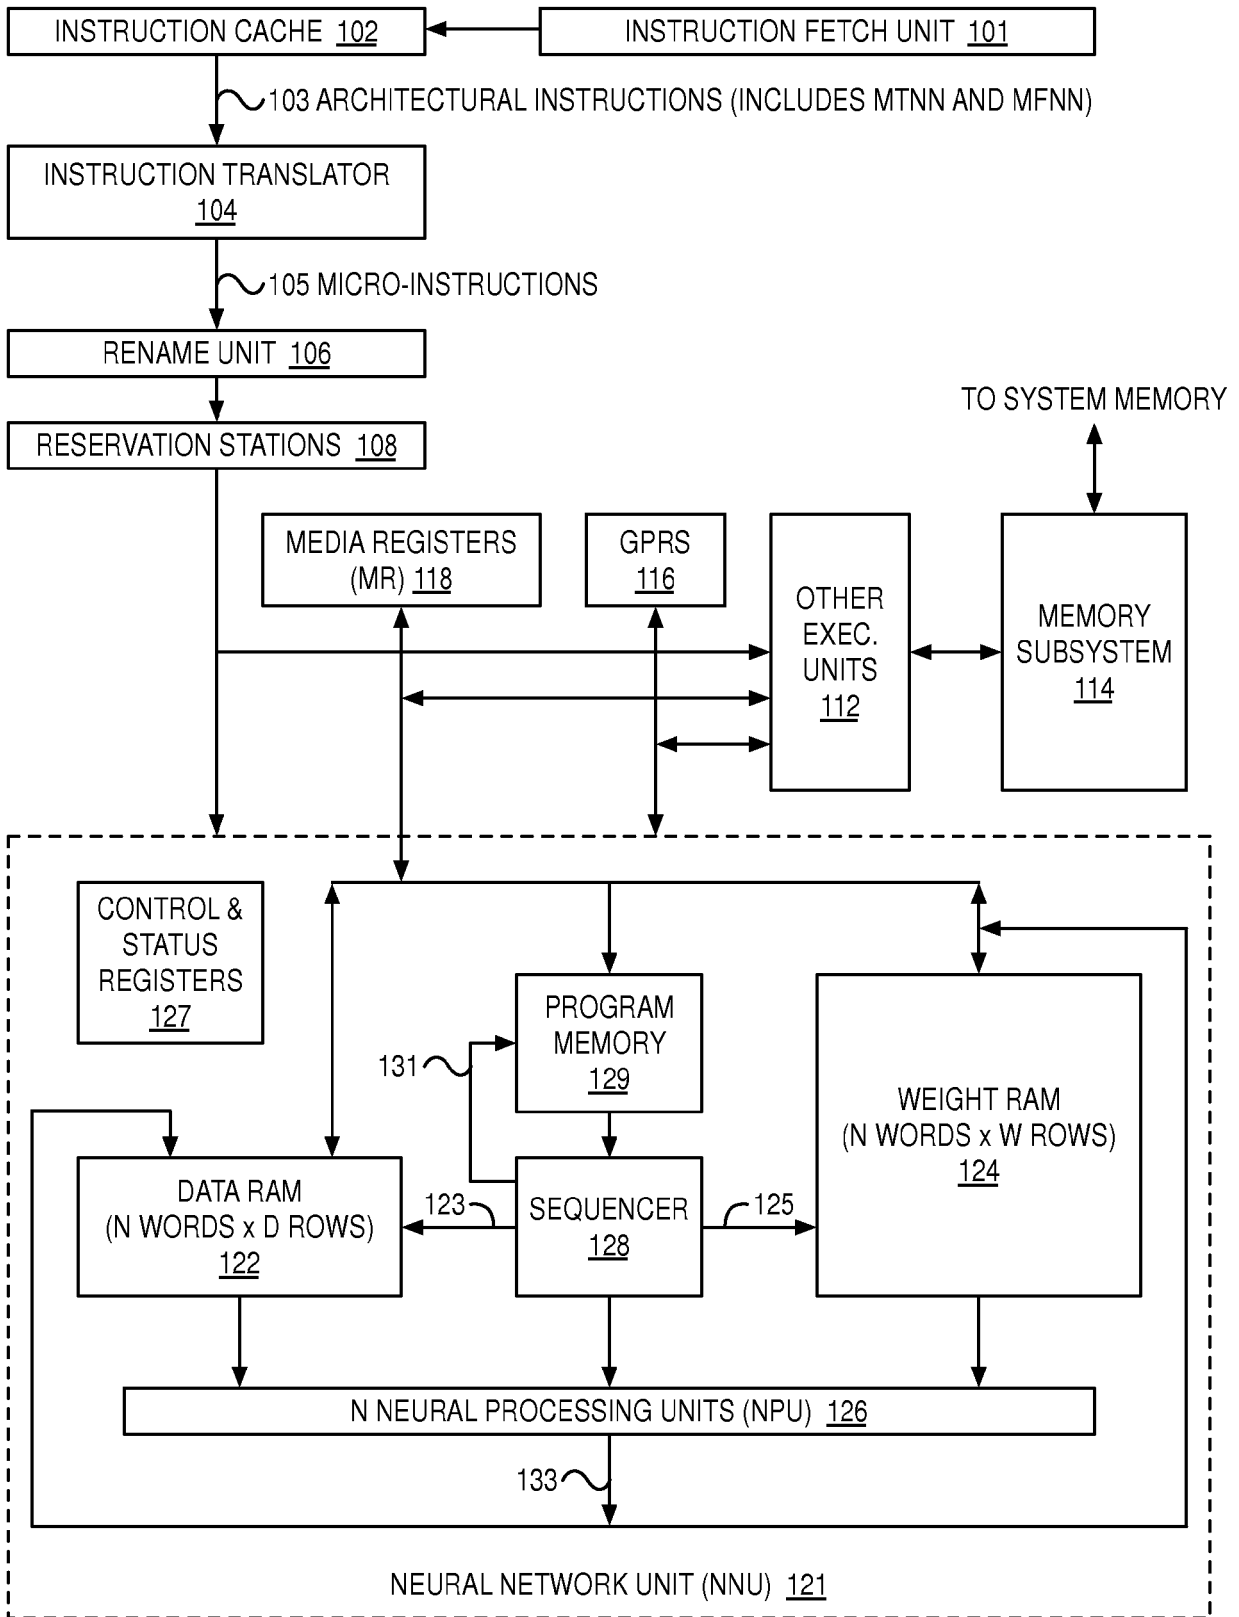 INSTRUCTION CACHE 102
INSTRUCTION FETCH UNIT 101
103 ARCHITECTURAL INSTRUCTIONS (INCLUDES MTNN AND MFNN)
INSTRUCTION TRANSLATOR
104
105 MICRO-INSTRUCTIONS
RENAME UNIT 106
TO SYSTEM MEMORY
RESERVATION STATIONS 108
MEDIA REGISTERS
(MR) 118
GPRS
116
OTHER
EXEC.
UNITS
112
MEMORY
SUBSYSTEM
114
CONTROL &
STATUS
REGISTERS
127
PROGRAM
MEMORY
129
131
WEIGHT RAM
(N WORDS x W ROWS)
124
DATA RAM
(N WORDS x D ROWS)
122
123
SEQUENCER
128
125
N NEURAL PROCESSING UNITS (NPU) 126
133
NEURAL NETWORK UNIT (NNU) 121